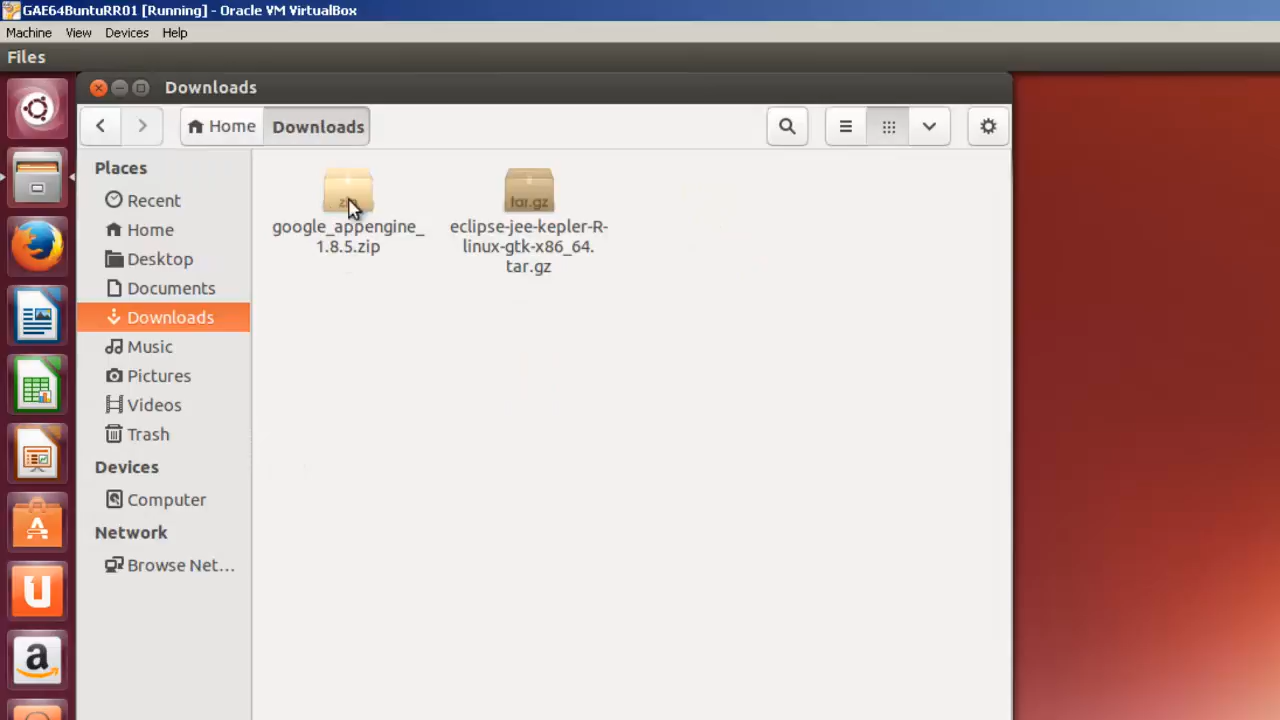 GAE64BuntuRR01 [Running] - Oracle VM VirtualBox
Machine View Devices Help
Files
Downloads
Home Downloads
Places
Recent
Home
Desktop
Documents
Downloads
Music
Pictures
Videos
Trash
Devices
Computer
Network
Browse Net...
zip
google_appengine_
1.8.5.zip
tar.gz
eclipse-jee-kepler-R-
linux-gtk-x86_64.
tar.gz